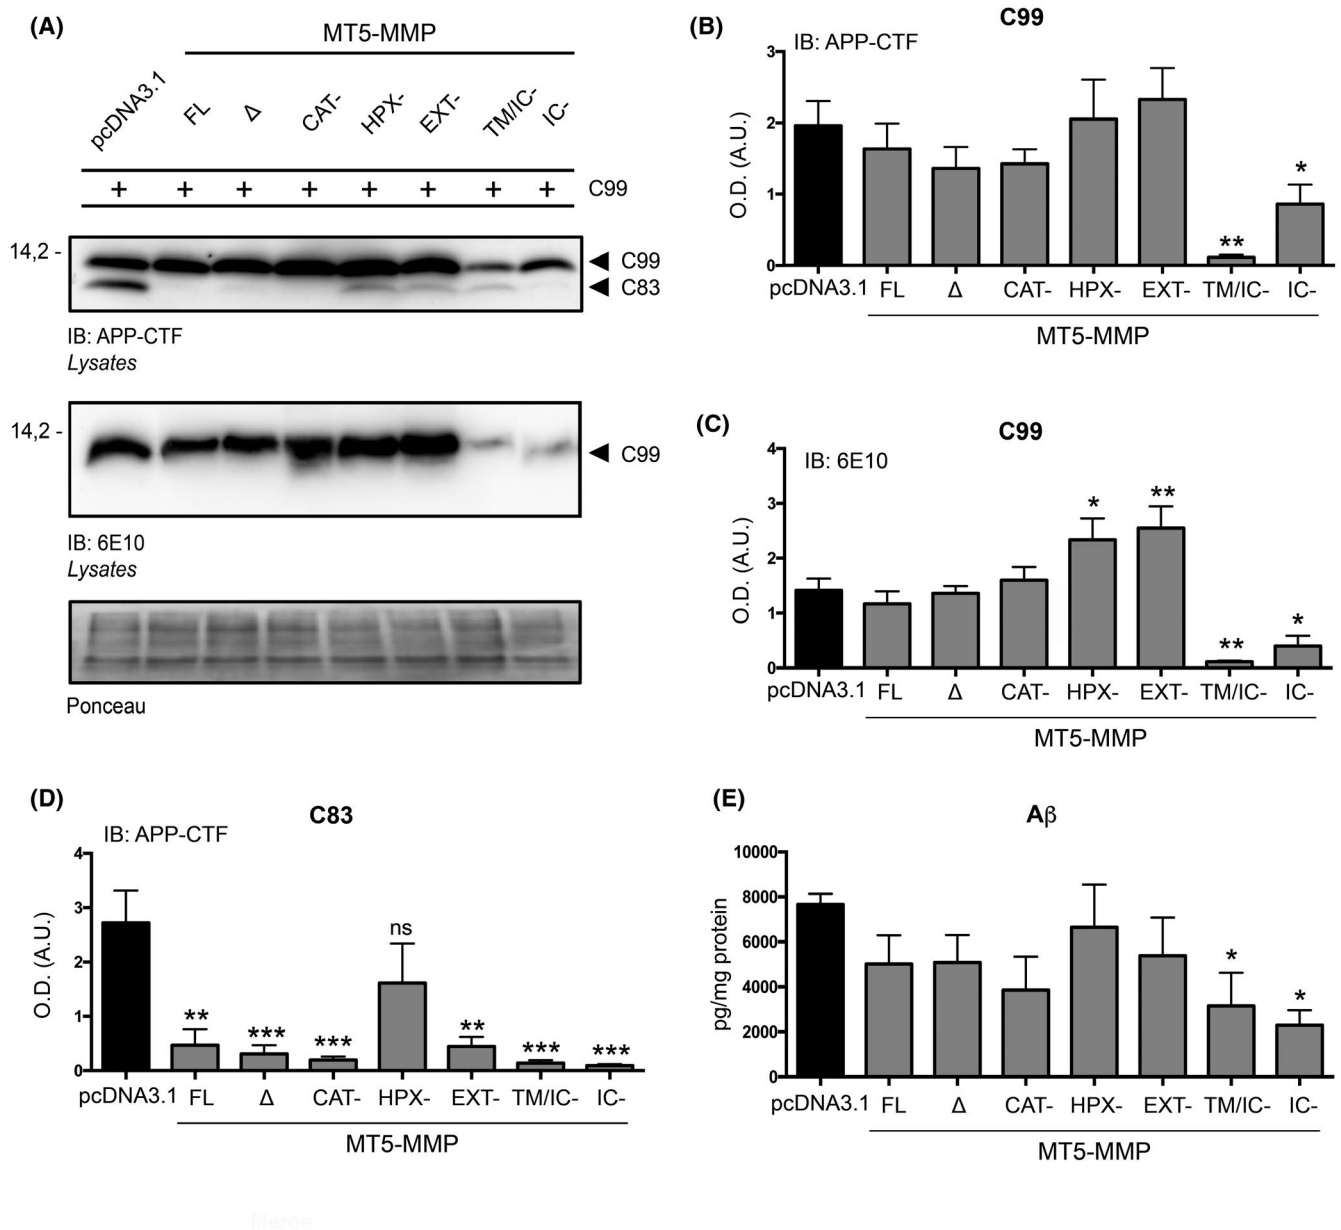 (A)
MT5-MMP
pcDNA3.1 FL Δ CAT- HPX- EXT- TM/IC- IC-
+ + + + + + + + C99
14,2 -
C99
C83
IB: APP-CTF
Lysates
14,2 -
C99
IB: 6E10
Lysates
Ponceau
(B)
C99
IB: APP-CTF
O.D. (A.U.)
3
2
1
0
pcDNA3.1 FL Δ CAT- HPX- EXT- TM/IC- IC-
** *
MT5-MMP
(C)
C99
IB: 6E10
O.D. (A.U.)
4
3
2
1
0
* ** ** *
pcDNA3.1 FL Δ CAT- HPX- EXT- TM/IC- IC-
MT5-MMP
(D)
C83
IB: APP-CTF
O.D. (A.U.)
4
3
2
1
0
** *** *** ns ** *** ***
pcDNA3.1 FL Δ CAT- HPX- EXT- TM/IC- IC-
MT5-MMP
(E)
Aβ
pg/mg protein
10000
8000
6000
4000
2000
0
* *
pcDNA3.1 FL Δ CAT- HPX- EXT- TM/IC- IC-
MT5-MMP